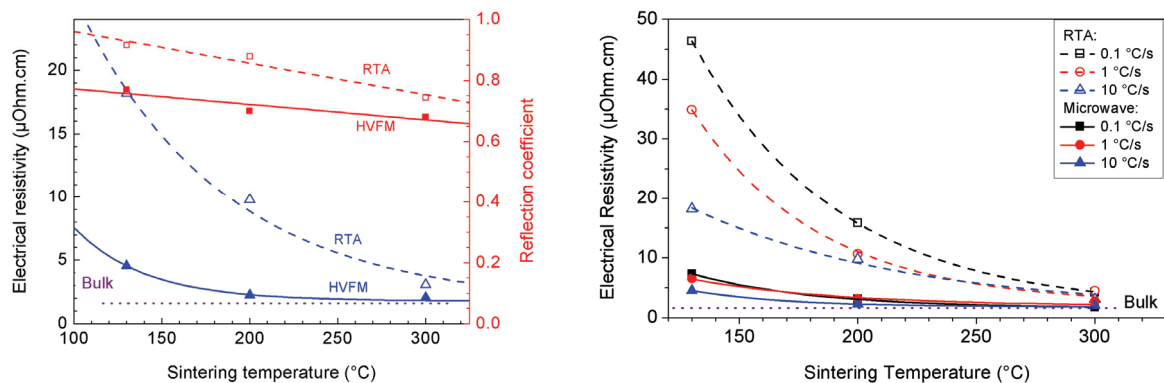 Electrical resistivity (µOhm.cm)
20
15
10
5
0
RTA
HVFM
RTA
HVFM
Bulk
1.0
0.8
0.6
0.4
0.2
0.0
Reflection coefficient
100 150 200 250 300
Sintering temperature (°C)
Electrical Resistivity (µOhm.cm)
50
40
30
20
10
0
RTA:
0.1 °C/s
1 °C/s
10 °C/s
Microwave:
0.1 °C/s
1 °C/s
10 °C/s
Bulk
150 200 250 300
Sintering Temperature (°C)